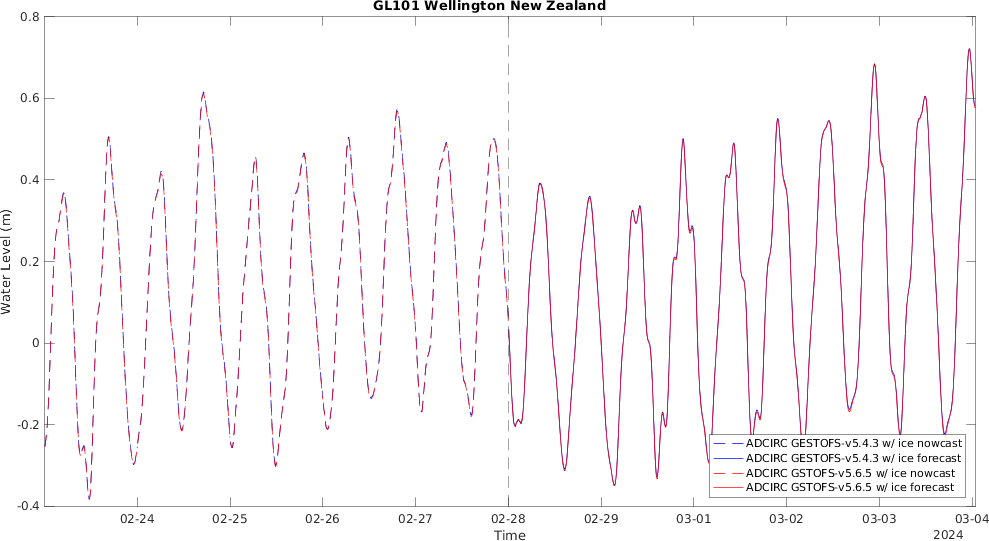 GL101 Wellington New Zealand
0.8
0.6
0.4
0.2
0
-0.2
-0.4
Water Level (m)
ADCIRC GESTOFS-v5.4.3 w/ ice nowcast
ADCIRC GESTOFS-v5.4.3 w/ ice forecast
ADCIRC GSTOFS-v5.6.5 w/ ice nowcast
ADCIRC GSTOFS-v5.6.5 w/ ice forecast
02-24 02-25 02-26 02-27 02-28 02-29 03-01 03-02 03-03 03-04
Time
2024